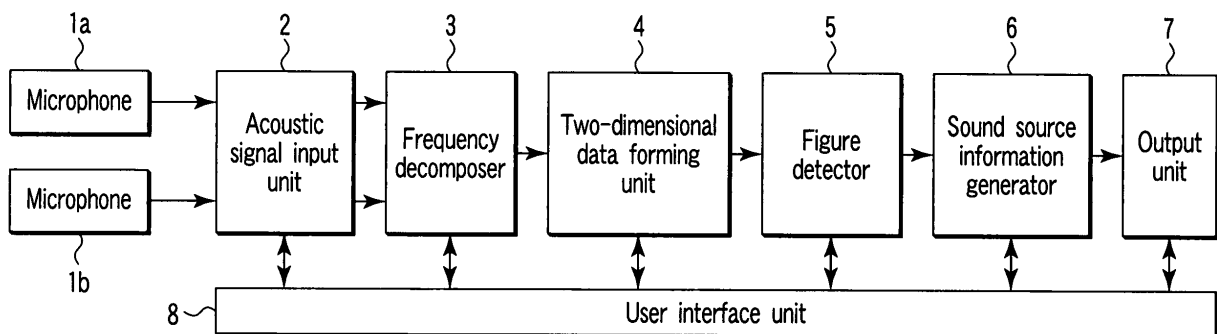 1a
2
3
4
5
6
7
Microphone
Microphone
1b
Acoustic
signal input
unit
Frequency
decomposer
Two-dimensional
data forming
unit
Figure
detector
Sound source
information
generator
Output
unit
8
User interface unit